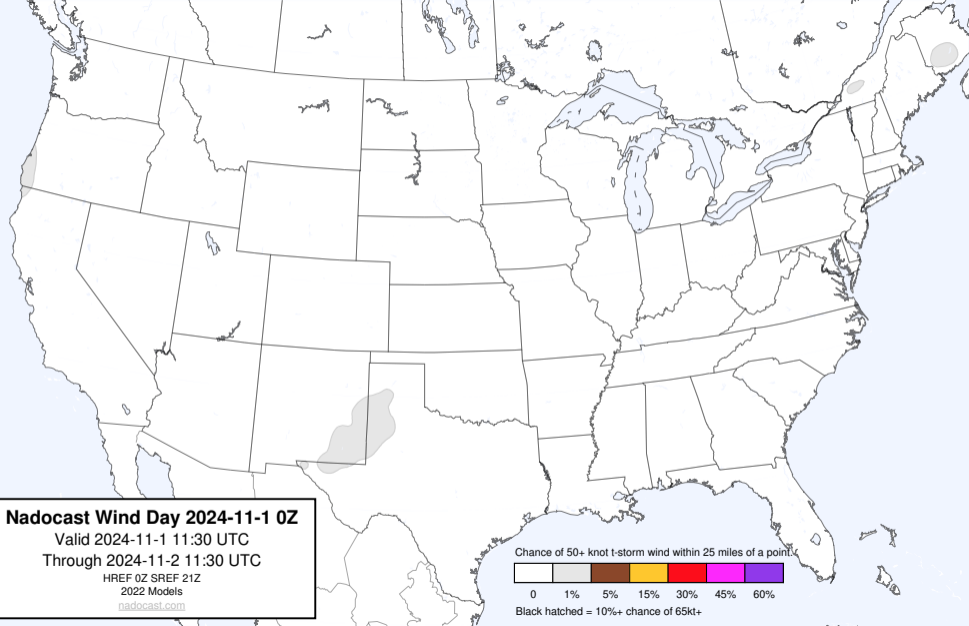 Nadocast Wind Day 2024-11-1 0Z
Valid 2024-11-1 11:30 UTC
Through 2024-11-2 11:30 UTC
HREF 0Z SREF 21Z
2022 Models
nadocast.com
Chance of 50+ knot t-storm wind within 25 miles of a point.
0 1% 5% 15% 30% 45% 60%
Black hatched = 10%+ chance of 65kt+